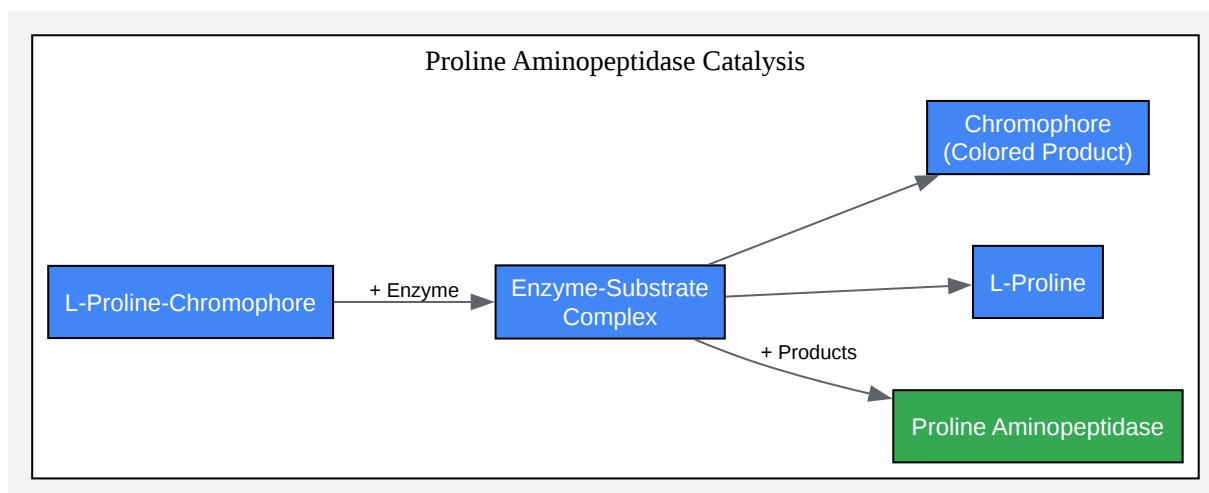 Proline Aminopeptidase Catalysis
Chromophore
(Colored Product)
L-Proline-Chromophore
+ Enzyme
Enzyme-Substrate
Complex
L-Proline
+ Products
Proline Aminopeptidase